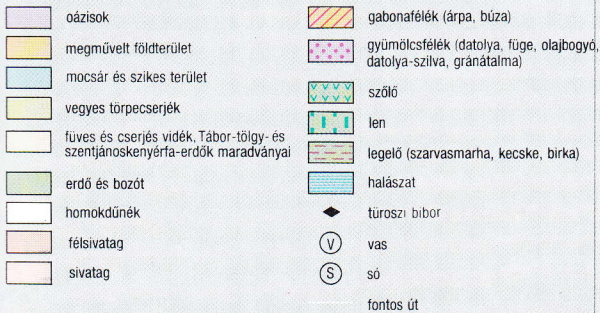 oázisok
megművelt földterület
mocsár és szikes terület
vegyes törpecserjék
füves és cserjés vidék, Tábor-tölgy- és
szentjánoskenyérfa-erdők maradványai
erdő és bozót
homokdűnék
félsivatag
sivatag
gabonafélék (árpa, búza)
gyümölcsfélék (datolya, füge, olajbogyó,
datolya-szilva, gránátalma)
szőlő
len
legelő (szarvasmarha, kecske, birka)
halászat
türoszi bibor
V vas
S só
fontos út